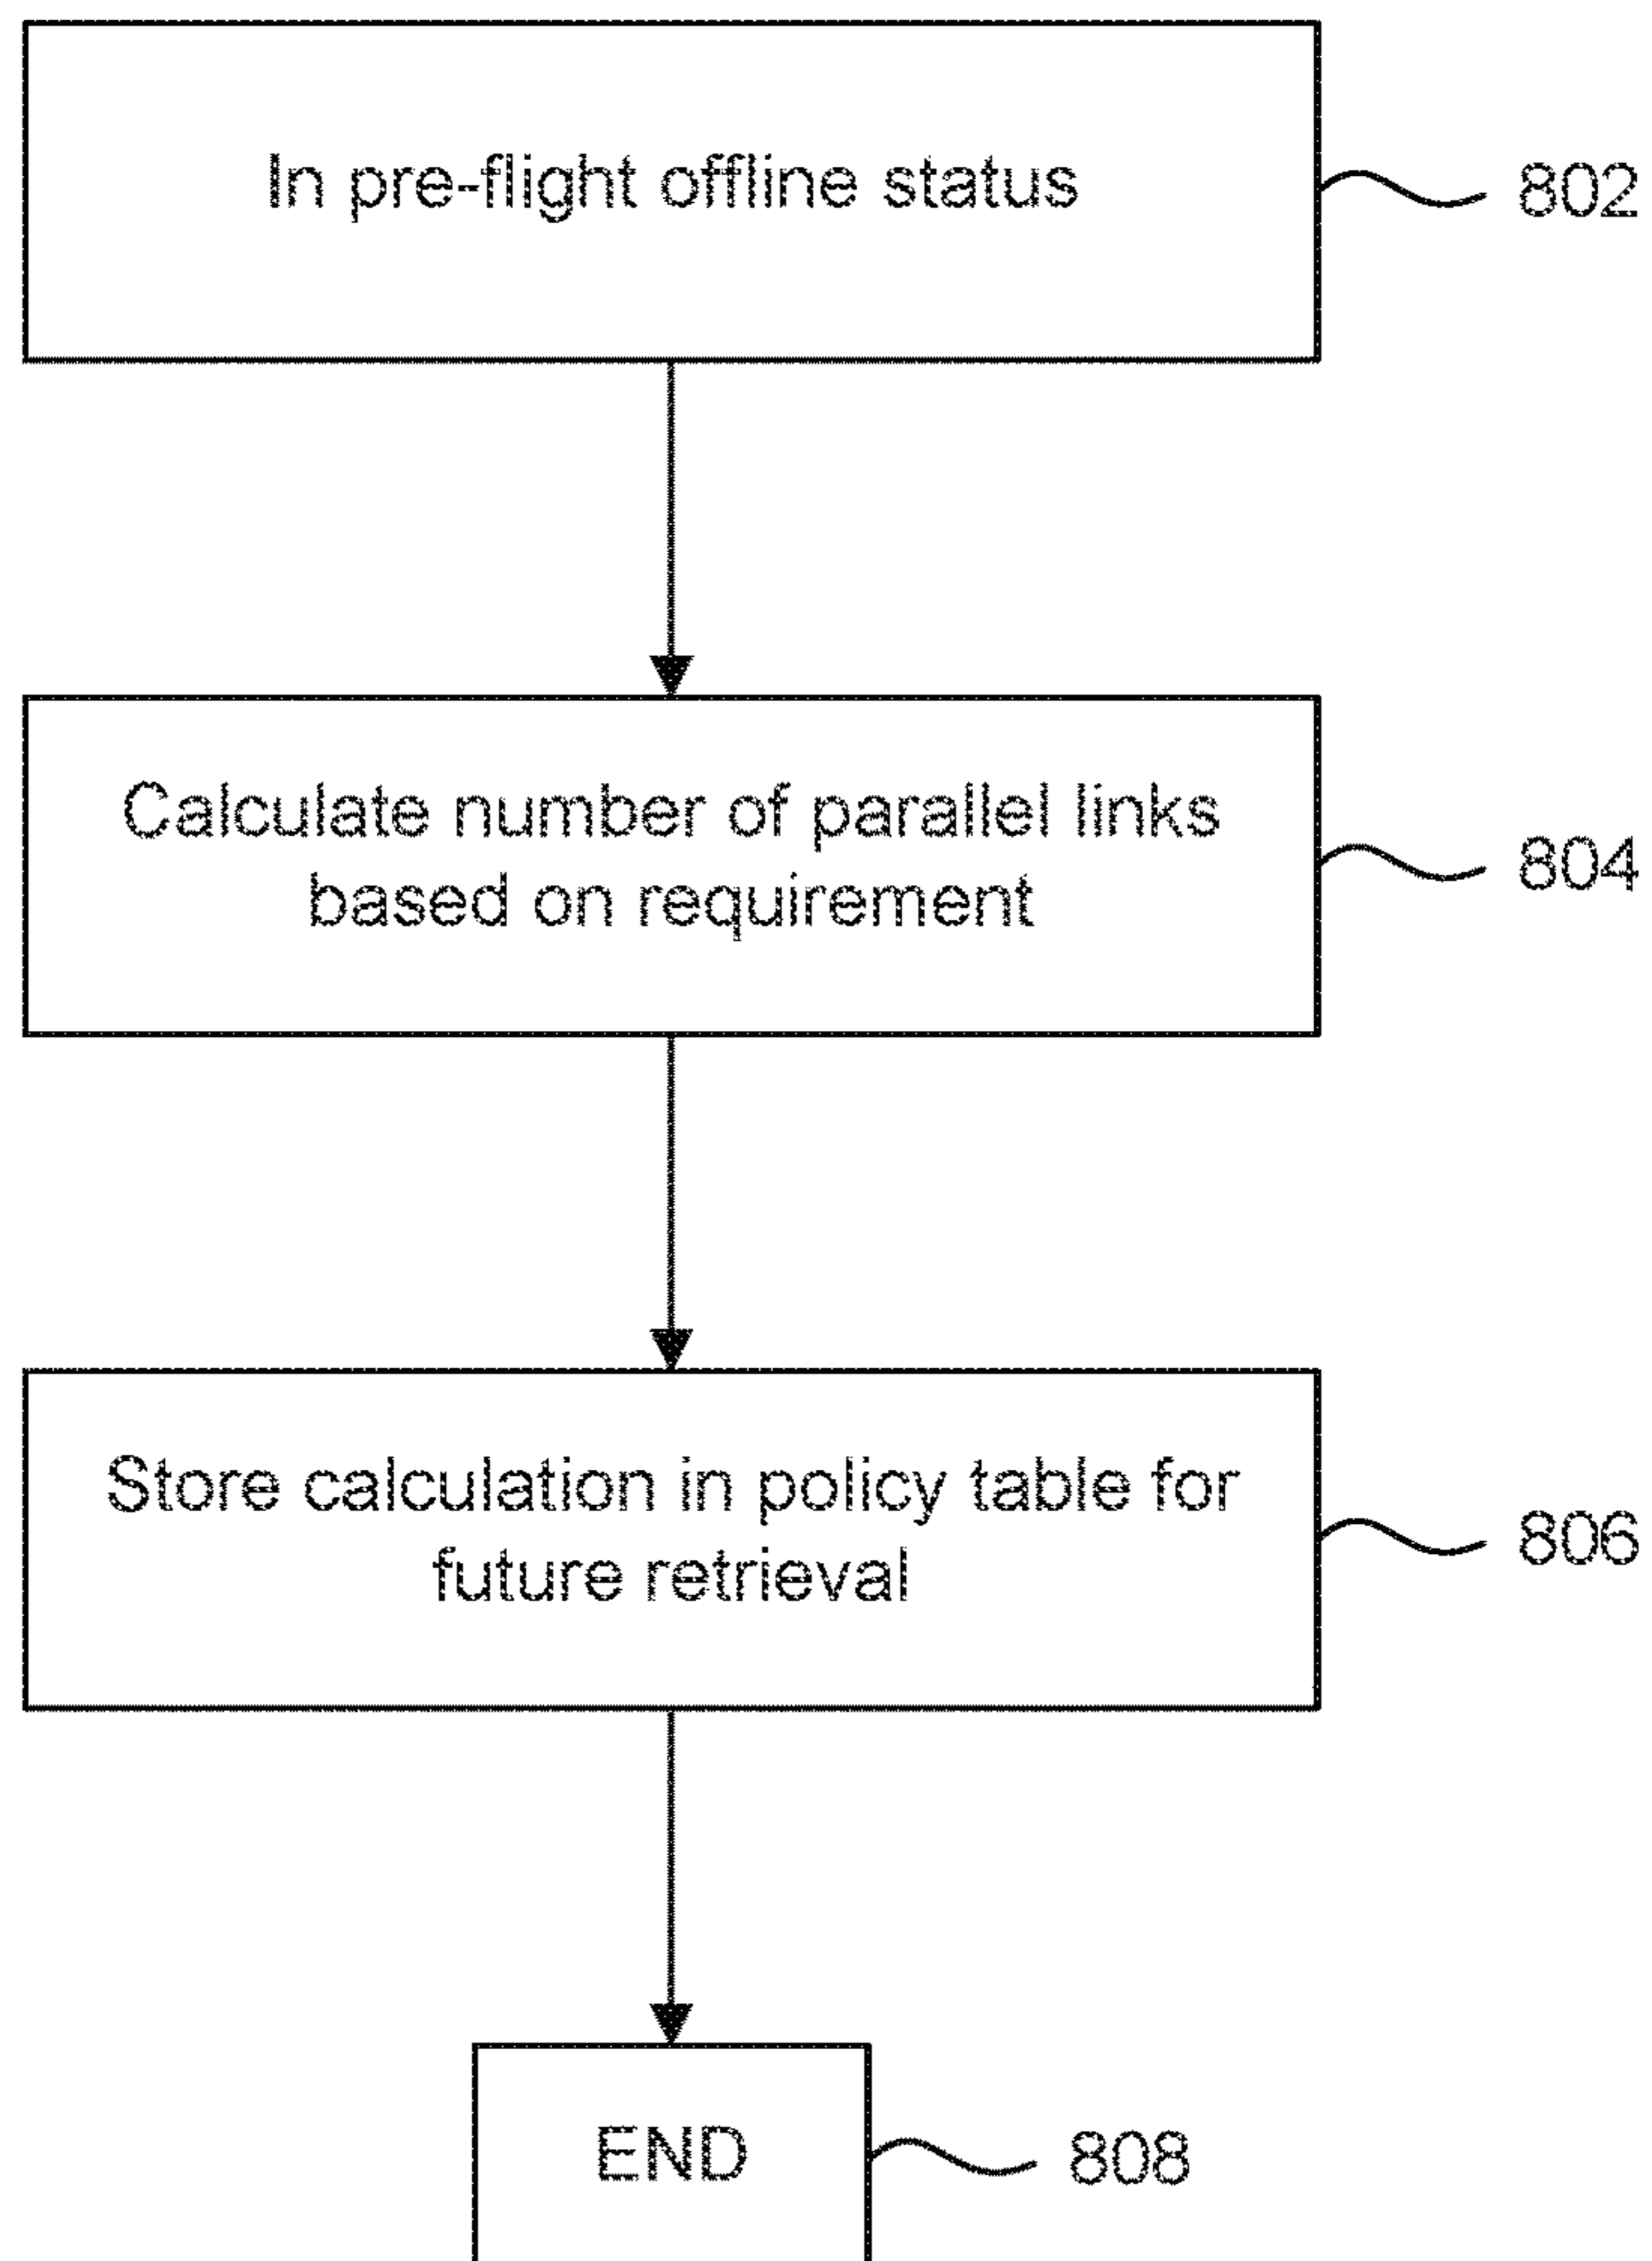 In pre-flight offline status
802
Calculate number of parallel links
based on requirement
804
Store calculation in policy table for
future retrieval
806
END
808